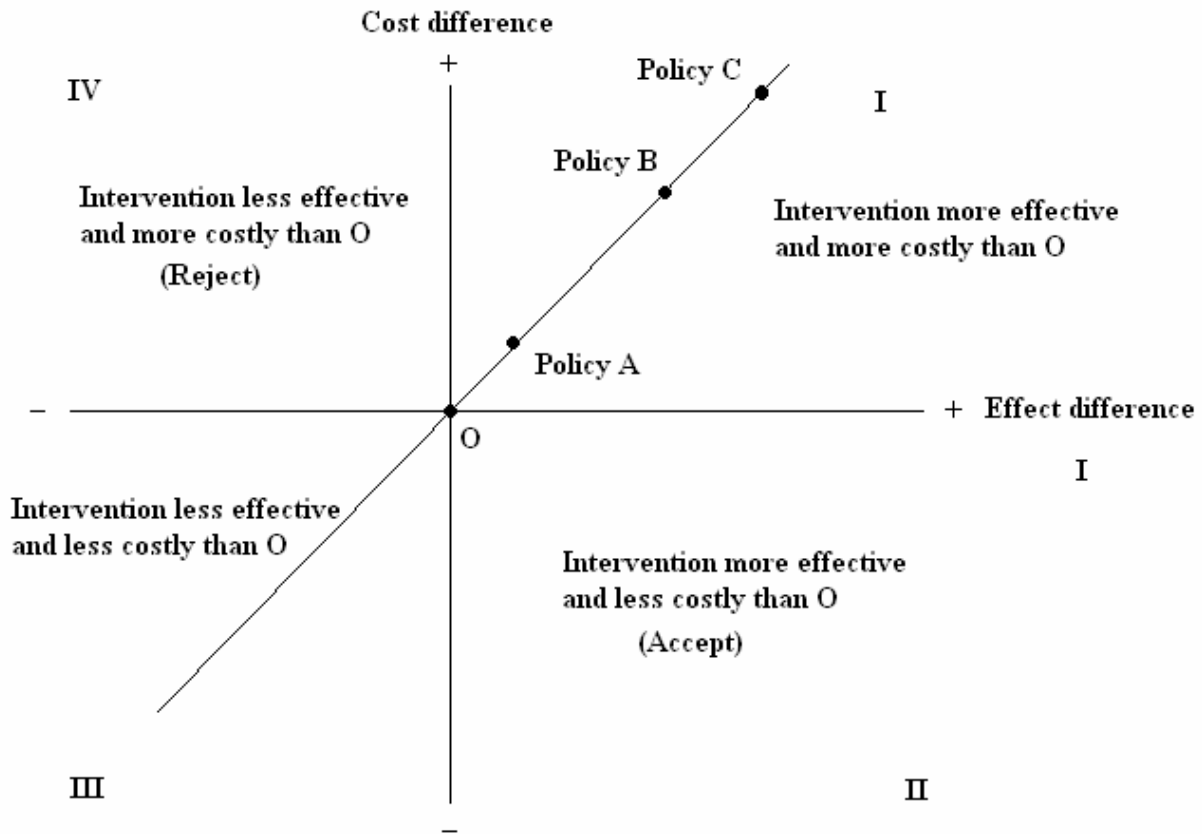 Cost difference
+
IV
Policy C
I
Policy B
Intervention less effective
and more costly than O
(Reject)
Intervention more effective
and more costly than O
Policy A
−
+ Effect difference
O
I
Intervention less effective
and less costly than O
Intervention more effective
and less costly than O
(Accept)
III
II
−